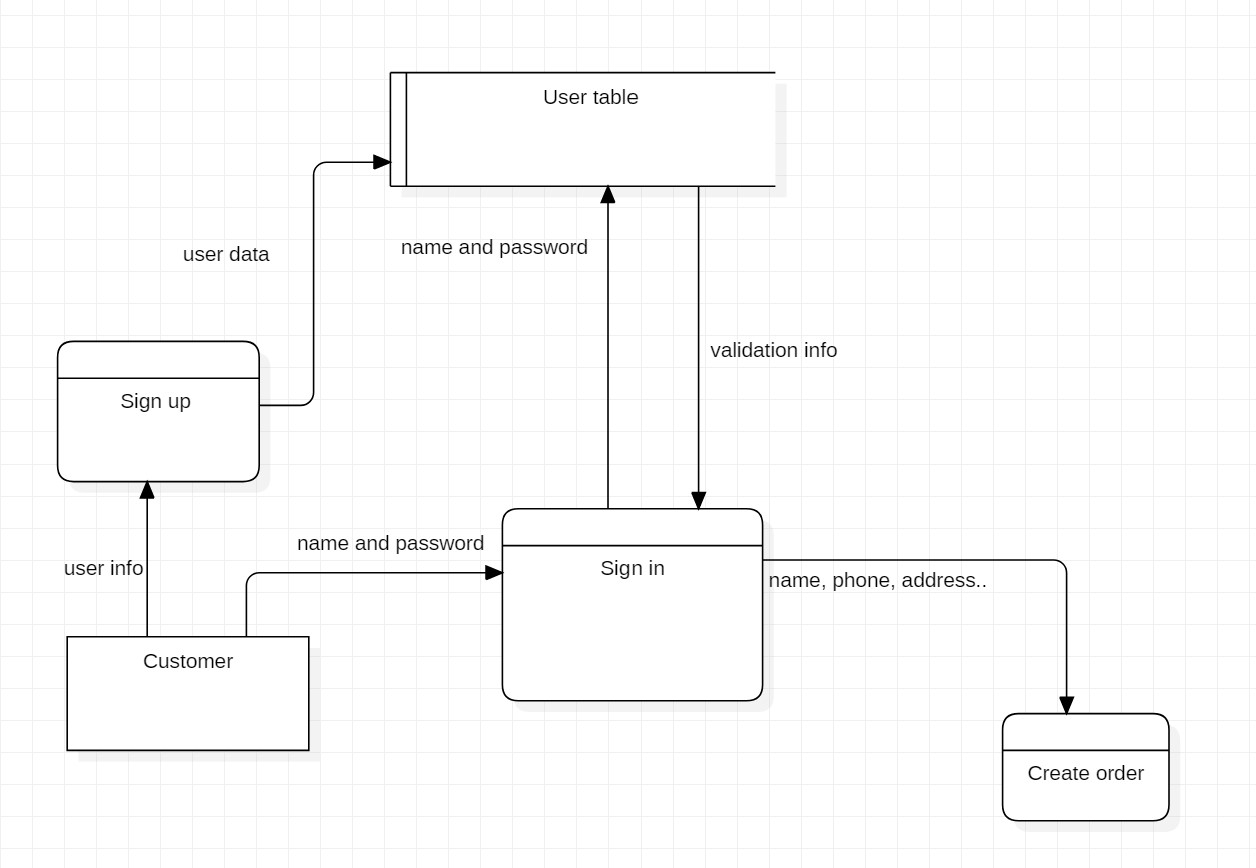 User table
user data
name and password
validation info
Sign up
name and password
user info
Sign in
name, phone, address..
Customer
Create order